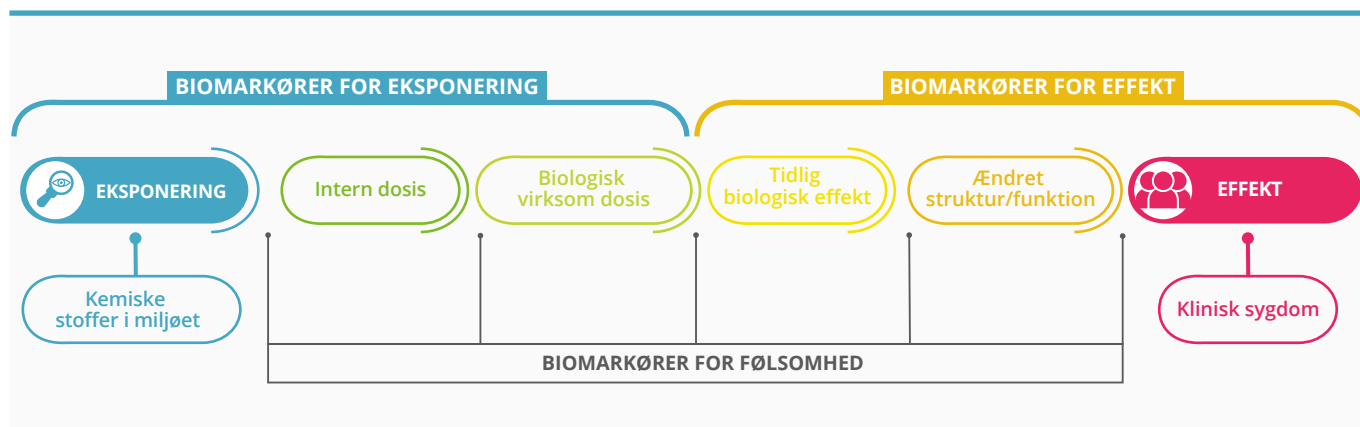 BIOMARKØRER FOR EKSPONERING
BIOMARKØRER FOR EFFEKT
EKSPONERING
Intern dosis
Biologisk
virksom dosis
Tidlig
biologisk effekt
Ændret
struktur/funktion
EFFEKT
Kemiske
stoffer i miljøet
Klinisk sygdom
BIOMARKØRER FOR FØLSOMHED